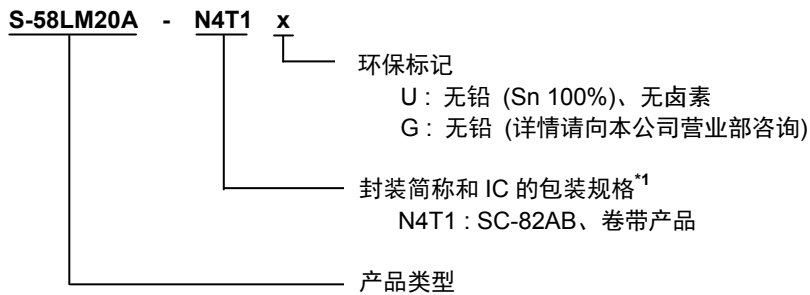 S-58LM20A - N4T1 x
环保标记
U : 无铅 (Sn 100%)、无卤素
G : 无铅 (详情请向本公司营业部咨询)
封装简称和 IC 的包装规格*1
N4T1 : SC-82AB、卷带产品
产品类型